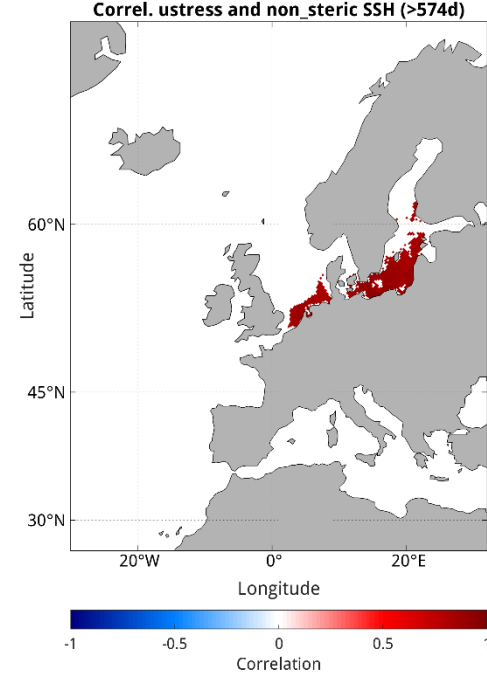 Correl. ustress and non_steric SSH (>574d)
60°N
45°N
30°N
Latitude
20°W
0°
20°E
Longitude
-1
-0.5
0
0.5
1
Correlation